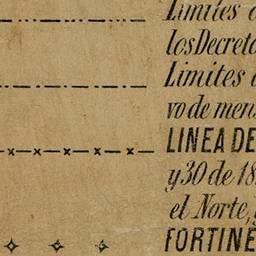 Limites
los Decreto
Limites
vo de mens
LINEA DE
y 30 de 18
el Norte,
FORTINE